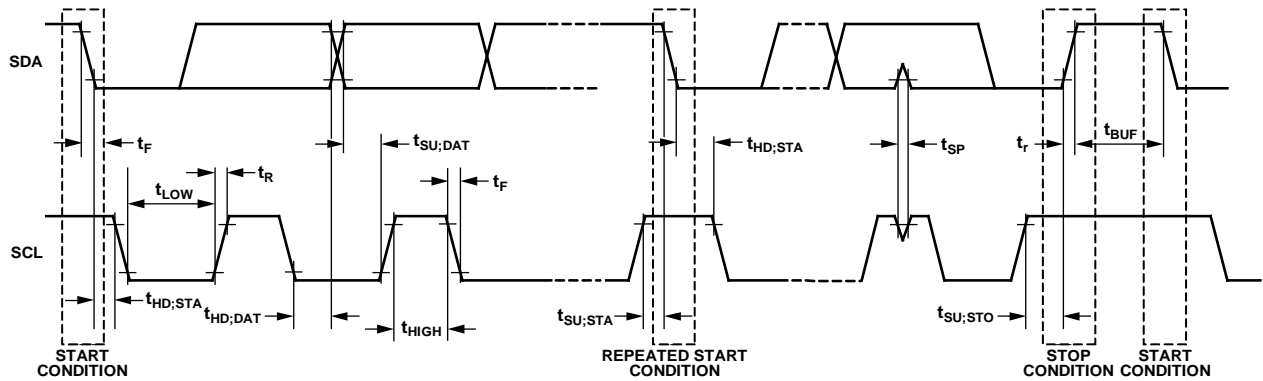 SDA
t_F
t_SU;DAT
t_HD;STA
t_SP
t_r
t_BUF
t_LOW
t_R
t_F
SCL
t_HD;STA
t_HD;DAT
t_HIGH
t_SU;STA
t_SU;STO
START
CONDITION
REPEATED START
CONDITION
STOP
CONDITION
START
CONDITION